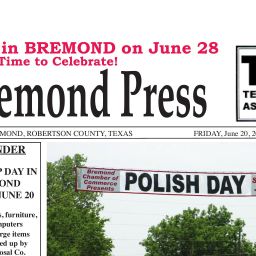 in BREMOND on June 28
Time to Celebrate!
emond Press
MOND, ROBERTSON COUNTY, TEXAS
FRIDAY, June 20, 2
NDER
P DAY IN
OND
UNE 20
s, furniture,
mputers
rge items
ed up by
osal Co.
Bremond
Chamber of
Commerce
Presents
POLISH DAY
S
T
TE
AS